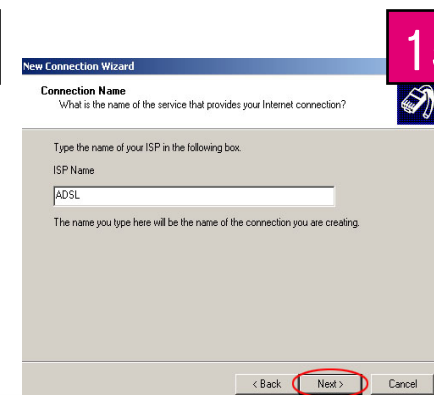 1.
New Connection Wizard
Connection Name
What is the name of the service that provides your Internet connection?
Type the name of your ISP in the following box.
ISP Name
ADSL
The name you type here will be the name of the connection you are creating.
< Back Next > Cancel